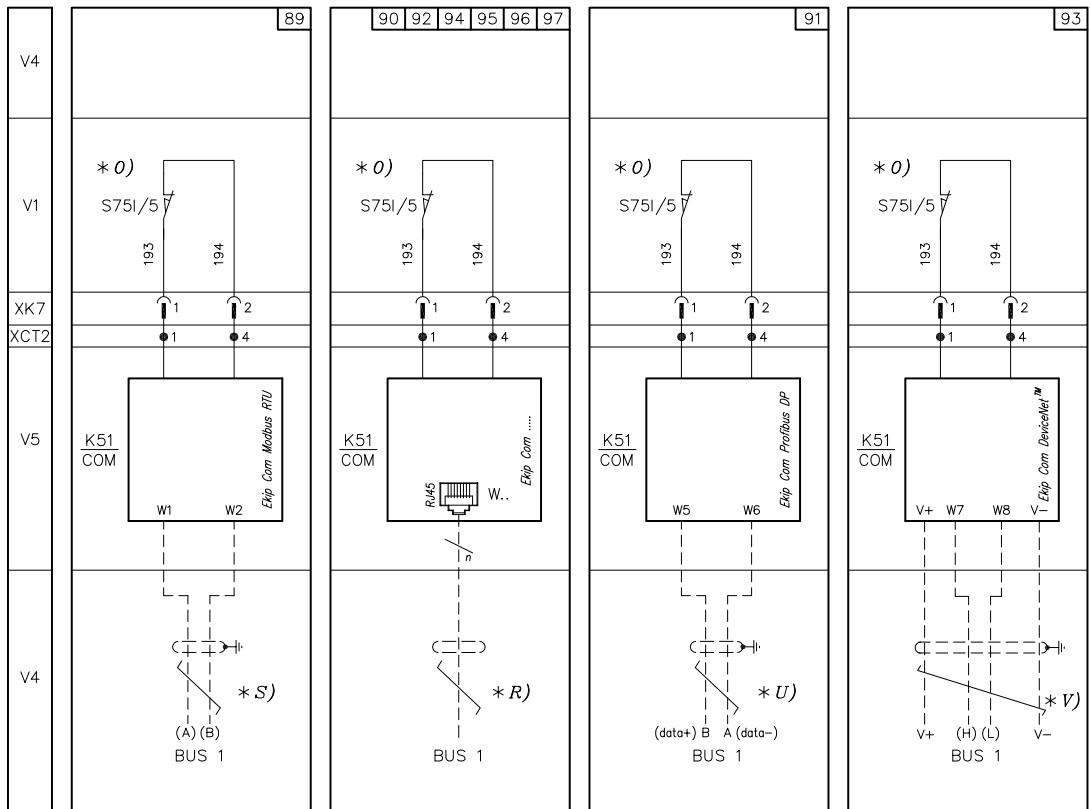 V4
V1
XK7
XCT2
V5
V4
89
* O)
S75I/5
193
194
1
2
1
4
K51
COM
Ekip Com Modbus RTU
W1
W2
* S)
(A) (B)
BUS 1
90 92 94 95 96 97
* O)
S75I/5
193
194
1
2
1
4
K51
COM
Ekip Com .....
RJ45
W..
n
* R)
BUS 1
91
* O)
S75I/5
193
194
1
2
1
4
K51
COM
Ekip Com Profibus DP
W5
W6
* U)
(data+) B A (data-)
BUS 1
93
* O)
S75I/5
193
194
1
2
1
4
K51
COM
Ekip Com DeviceNet™
V+ W7 W8 V-
* V)
V+ (H) (L) V-
BUS 1